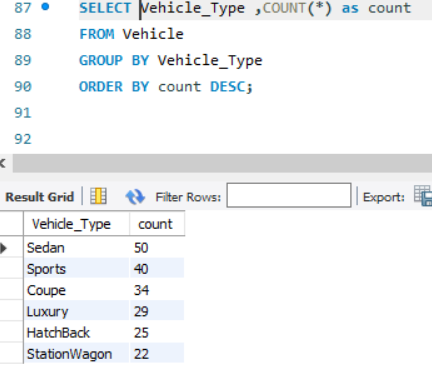 87 SELECT Vehicle_Type ,COUNT(*) as count
88 FROM Vehicle
89 GROUP BY Vehicle_Type
90 ORDER BY count DESC;
91
92
Result Grid Filter Rows: Export:
Vehicle_Type count
Sedan 50
Sports 40
Coupe 34
Luxury 29
HatchBack 25
StationWagon 22